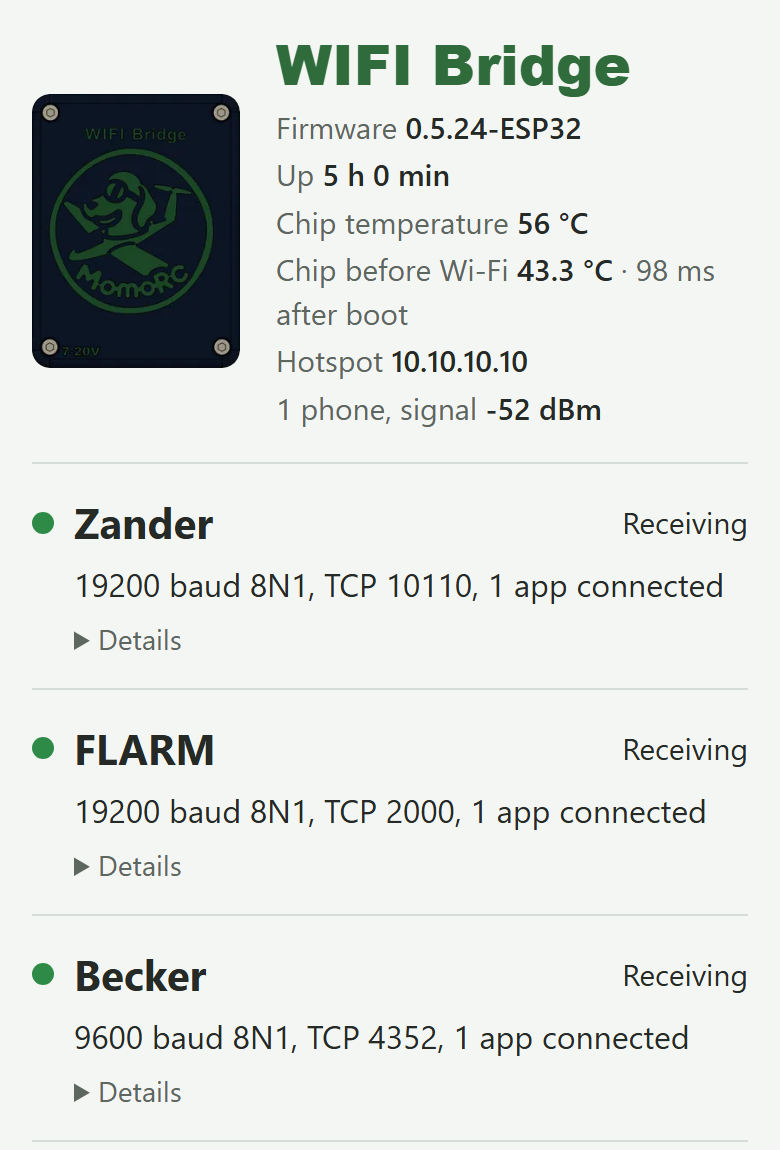 WIFI Bridge
WIFI Bridge
MomoRC
7-20V
Firmware 0.5.24-ESP32
Up 5 h 0 min
Chip temperature 56 °C
Chip before Wi-Fi 43.3 °C · 98 ms
after boot
Hotspot 10.10.10.10
1 phone, signal -52 dBm
Zander
Receiving
19200 baud 8N1, TCP 10110, 1 app connected
▶ Details
FLARM
Receiving
19200 baud 8N1, TCP 2000, 1 app connected
▶ Details
Becker
Receiving
9600 baud 8N1, TCP 4352, 1 app connected
▶ Details